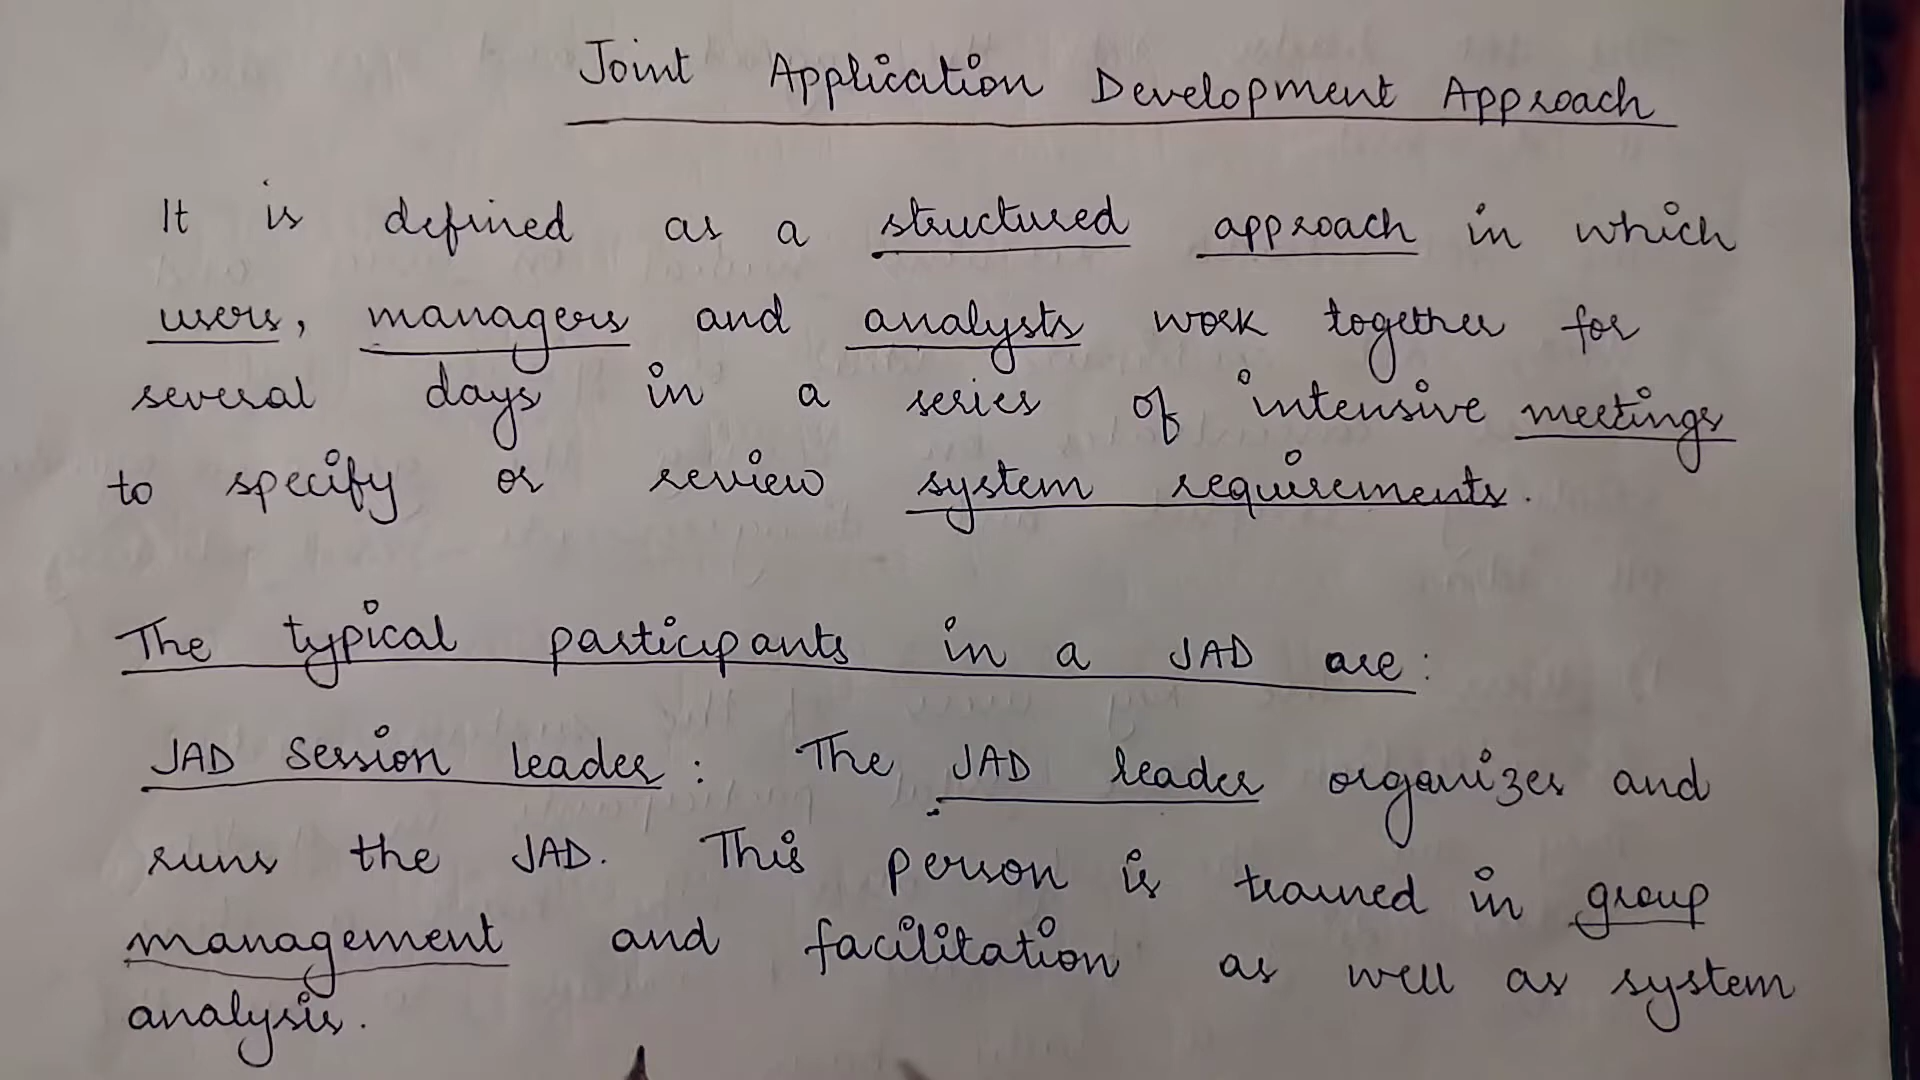 Joint Application Development Approach
It is defined as a structured approach in which
users, managers and analysts work together for
several days in a series of intensive meetings
to specify or review system requirements.
The typical participants in a JAD are:
JAD Session leader: The JAD leader organizes and
runs the JAD. This person is trained in group
management and facilitation as well as system
analysis.